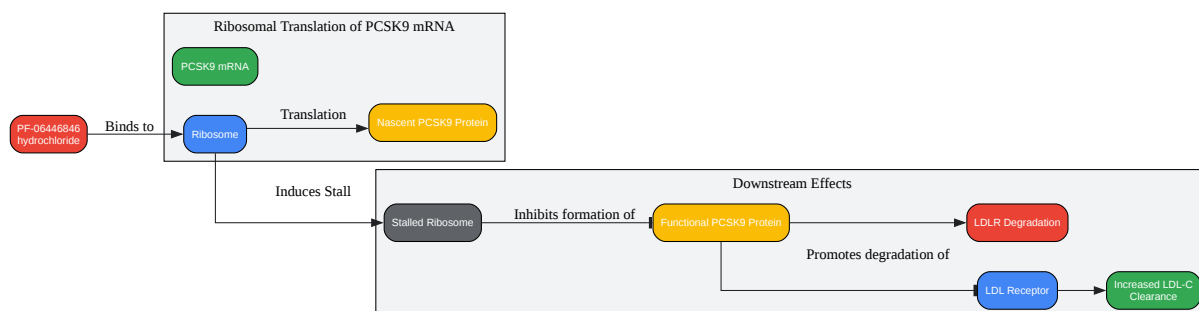 Ribosomal Translation of PCSK9 mRNA
PCSK9 mRNA
PF-06446846
hydrochloride
Binds to
Ribosome
Translation
Nascent PCSK9 Protein
Induces Stall
Downstream Effects
Stalled Ribosome
Inhibits formation of
Functional PCSK9 Protein
LDLR Degradation
Promotes degradation of
LDL Receptor
Increased LDL-C
Clearance